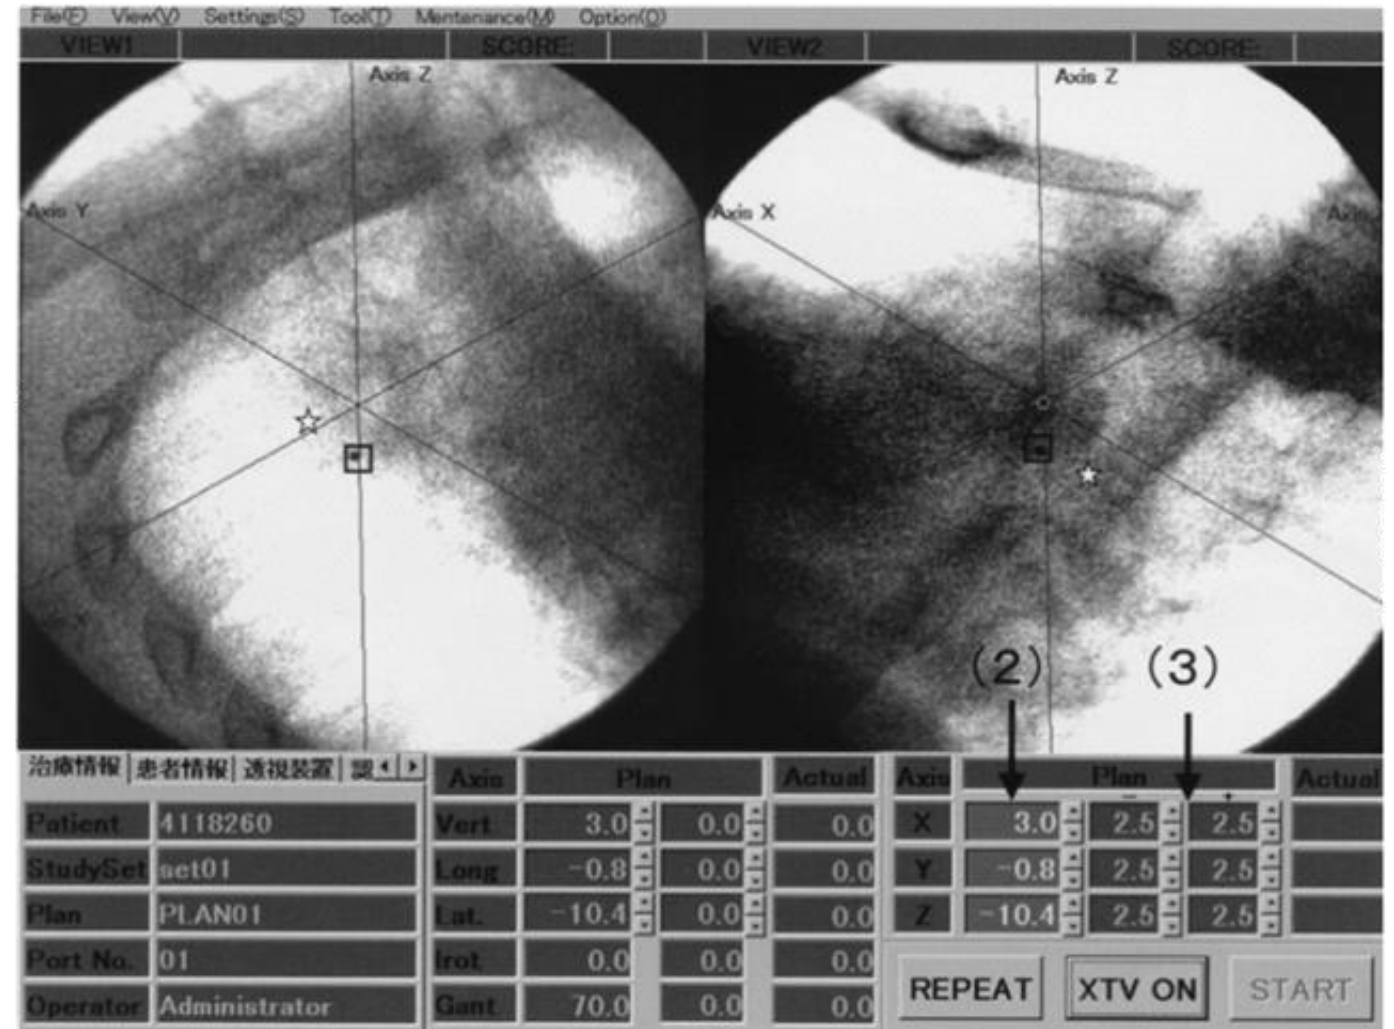 File(F) View(V) Settings(S) Tool(T) Mentenance(M) Option(O)
VIEW1 SCORE: VIEW2 SCORE:
Axis Z
Axis Y
Axis Z
Axis X
Axis
(2) (3)
治療情報 患者情報 透視装置
Patient 4118260
StudySet set01
Plan PLAN01
Port No. 01
Operator Administrator
Axis Plan Actual
Vert 3.0 0.0 0.0
Long -0.8 0.0 0.0
Lat. -10.4 0.0 0.0
Irot 0.0 0.0 0.0
Gant 70.0 0.0 0.0
Axis Plan Actual
- +
X 3.0 2.5 2.5
Y -0.8 2.5 2.5
Z -10.4 2.5 2.5
REPEAT XTV ON START